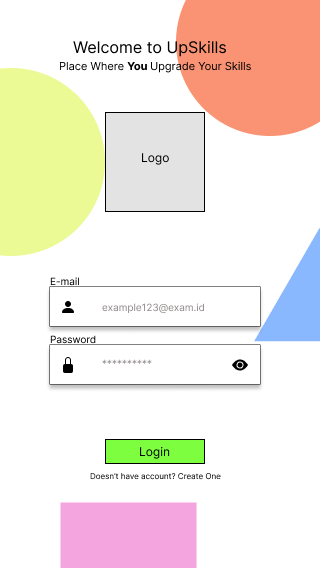 Welcome to UpSkills
Place Where You Upgrade Your Skills
Logo
E-mail
example123@exam.id
Password
**********
Login
Doesn't have account? Create One